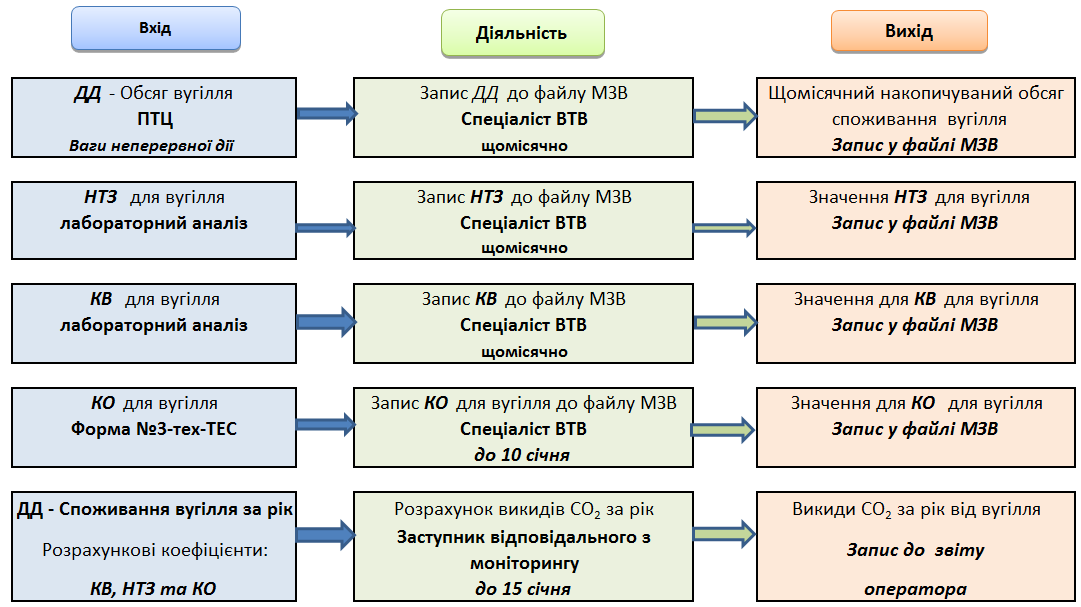 Вхід
Діяльність
Вихід
ДД - Обсяг вугілля
ПТЦ
Ваги неперервної дії
Запис ДД до файлу МЗВ
Спеціаліст ВТВ
щомісячно
Щомісячний накопичуваний обсяг
споживання вугілля
Запис у файлі МЗВ
НТЗ для вугілля
лабораторний аналіз
Запис НТЗ до файлу МЗВ
Спеціаліст ВТВ
щомісячно
Значення НТЗ для вугілля
Запис у файлі МЗВ
КВ для вугілля
лабораторний аналіз
Запис КВ до файлу МЗВ
Спеціаліст ВТВ
щомісячно
Значення для КВ для вугілля
Запис у файлі МЗВ
КО для вугілля
Форма №3-тех-ТЕС
Запис КО для вугілля до файлу МЗВ
Спеціаліст ВТВ
до 10 січня
Значення для КО для вугілля
Запис у файлі МЗВ
ДД - Споживання вугілля за рік
Розрахункові коефіцієнти:
КВ, НТЗ та КО
Розрахунок викидів CO₂ за рік
Заступник відповідального з
моніторингу
до 15 січня
Викиди CO₂ за рік від вугілля
Запис до звіту
оператора